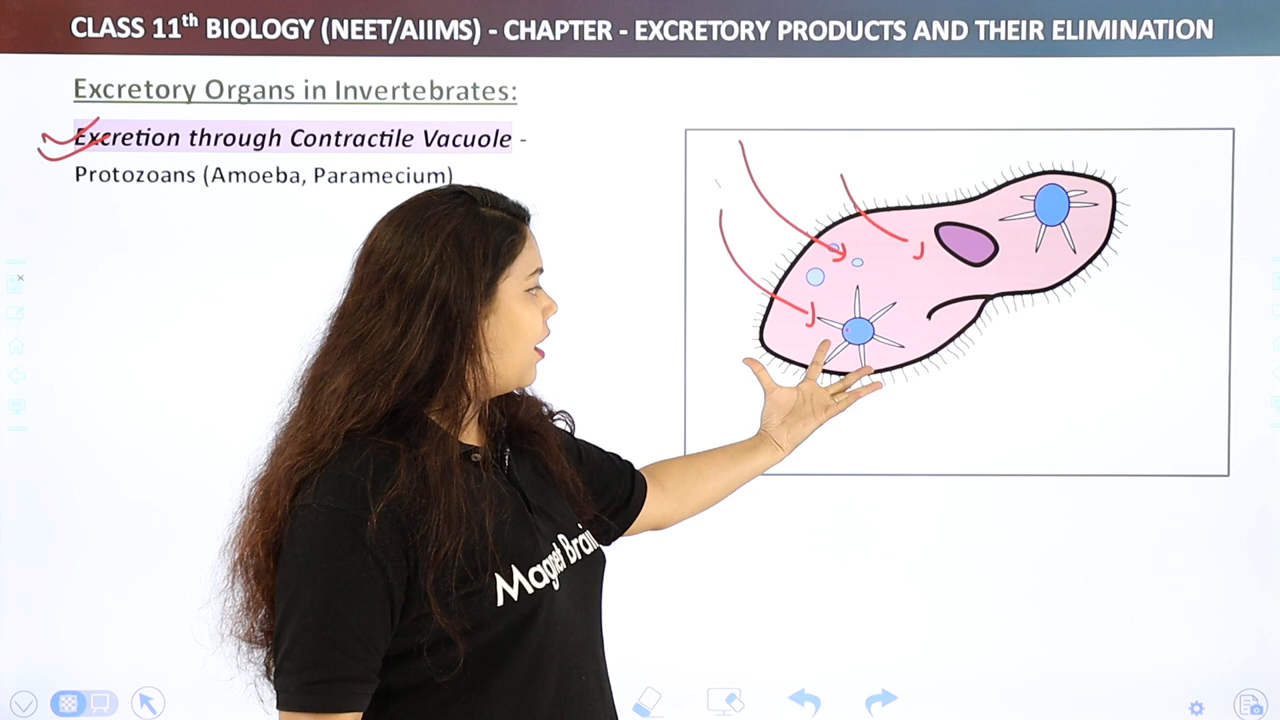 CLASS 11th BIOLOGY (NEET/AIIMS) - CHAPTER - EXCRETORY PRODUCTS AND THEIR ELIMINATION
Excretory Organs in Invertebrates:
Excretion through Contractile Vacuole -
Protozoans (Amoeba, Paramecium)
Magnet Brain